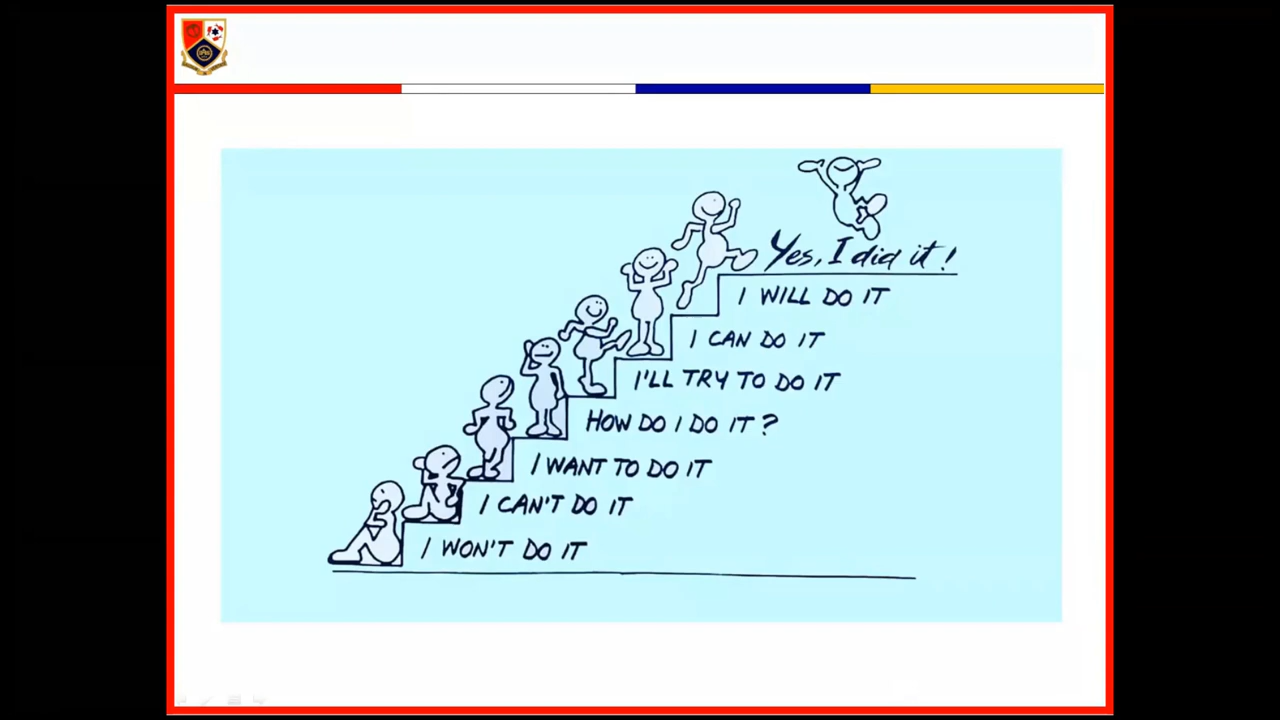 Yes, I did it!
I WILL DO IT
I CAN DO IT
I'LL TRY TO DO IT
HOW DO I DO IT?
I WANT TO DO IT
I CAN'T DO IT
I WON'T DO IT